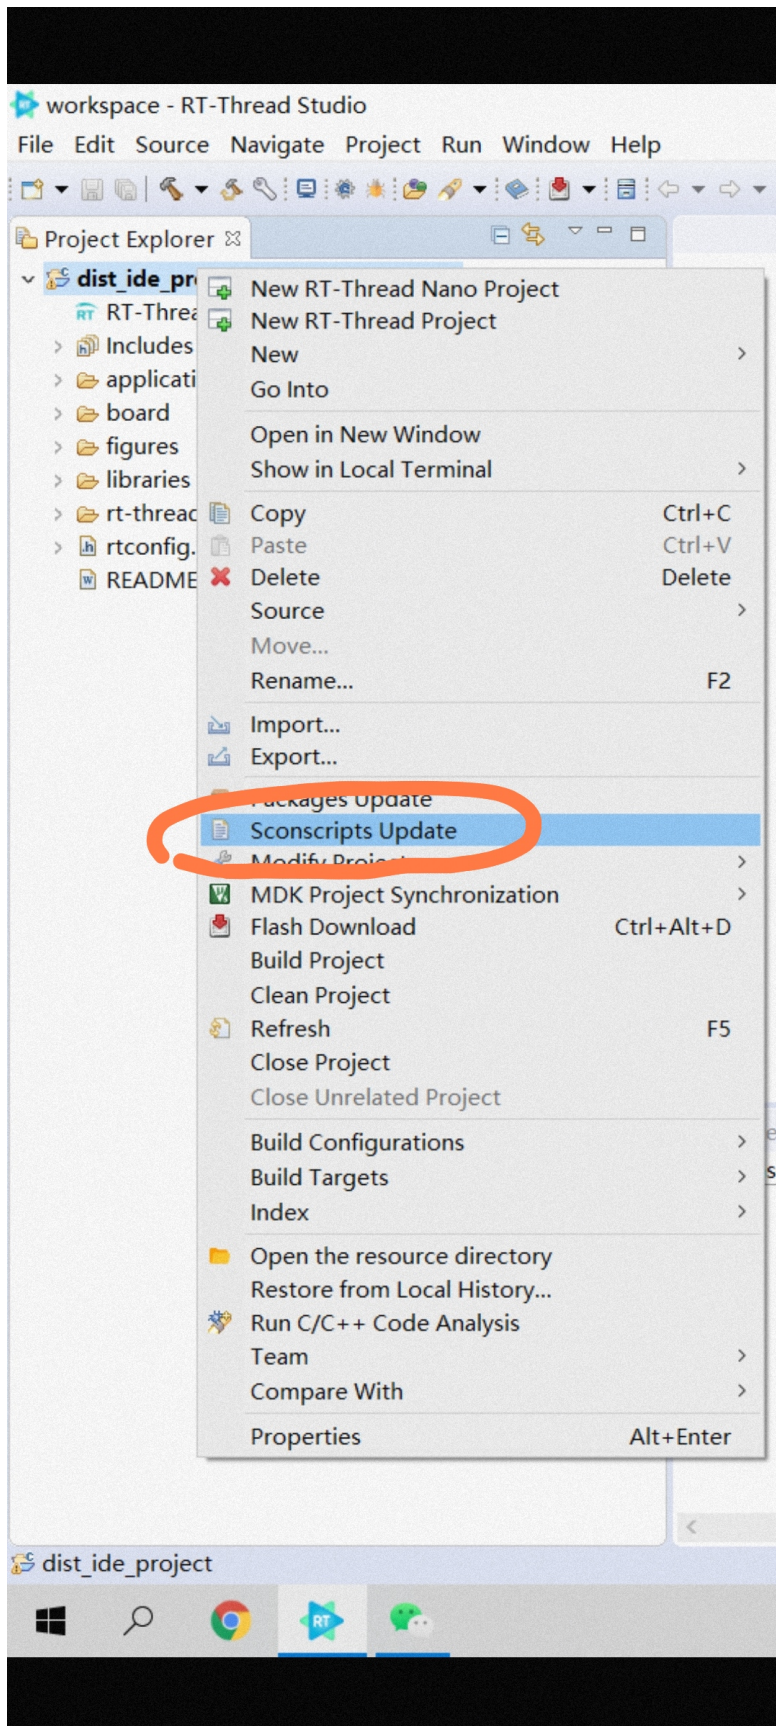 workspace - RT-Thread Studio
File Edit Source Navigate Project Run Window Help
Project Explorer
dist_ide_pr
RT-Threa
Includes
applicati
board
figures
libraries
rt-threac
rtconfig.
README
New RT-Thread Nano Project
New RT-Thread Project
New
Go Into
Open in New Window
Show in Local Terminal
Copy Ctrl+C
Paste Ctrl+V
Delete Delete
Source
Move...
Rename... F2
Import...
Export...
Packages Update
Sconscripts Update
Modify Project
MDK Project Synchronization
Flash Download Ctrl+Alt+D
Build Project
Clean Project
Refresh F5
Close Project
Close Unrelated Project
Build Configurations
Build Targets
Index
Open the resource directory
Restore from Local History...
Run C/C++ Code Analysis
Team
Compare With
Properties Alt+Enter
dist_ide_project
RT